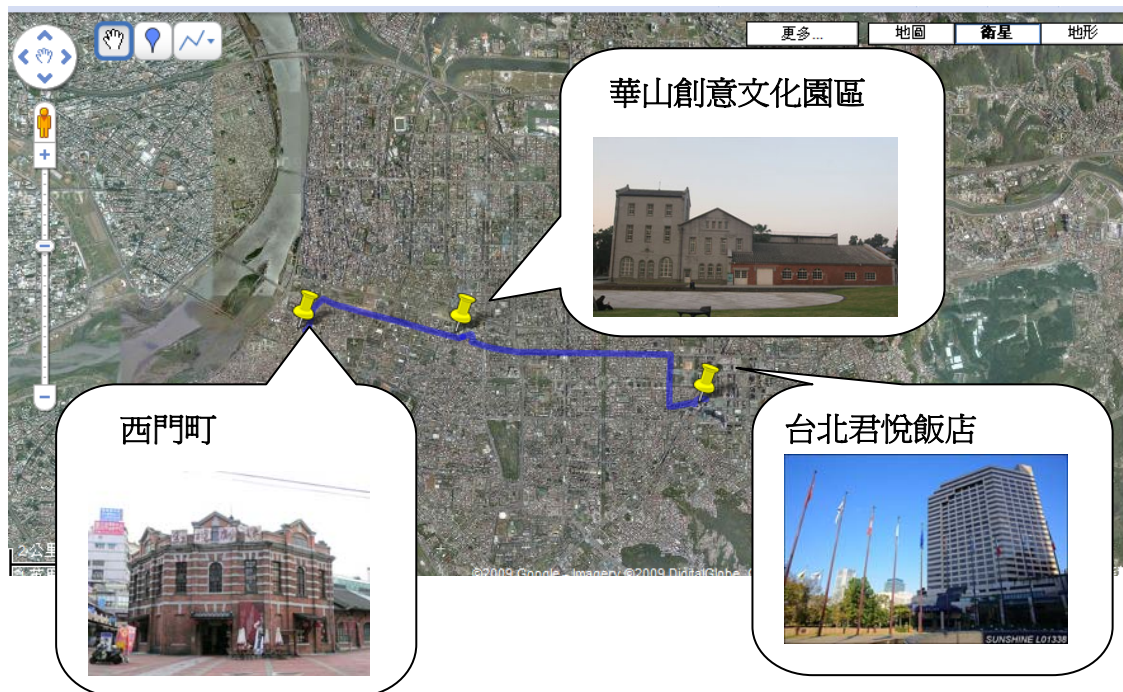 更多...
地圖
衛星
地形
華山創意文化園區
西門町
台北君悅飯店
SUNSHINE L01338
2公里
©2009 Google - Imagery ©2009 DigitalGlobe,